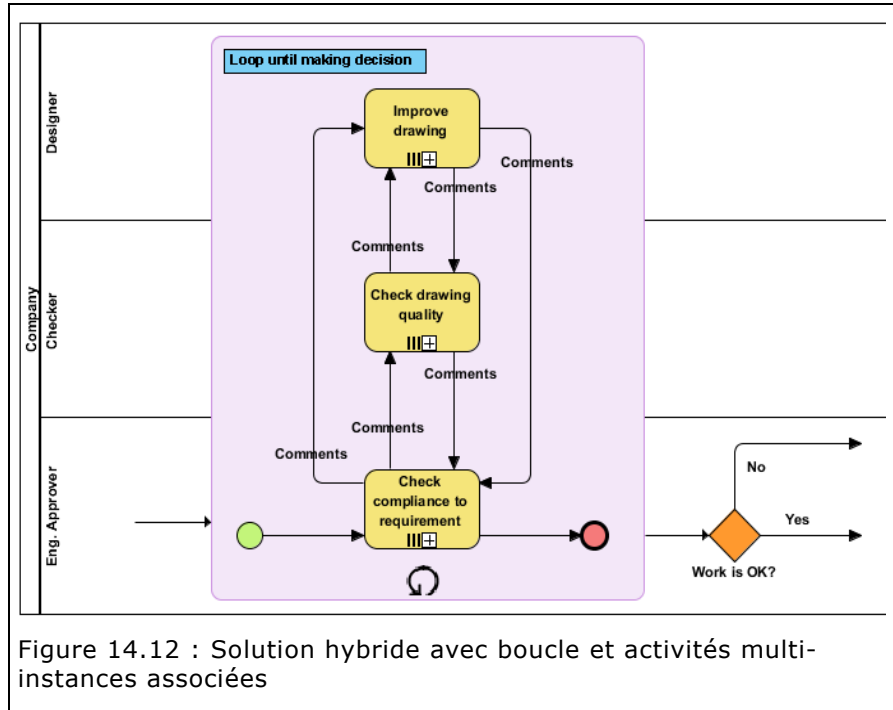 Company
Designer
Checker
Eng. Approver
Loop until making decision
Improve
drawing
Comments
Comments
Comments
Check drawing
quality
Comments
Comments
Comments
Check
compliance to
requirement
No
Yes
Work is OK?
Figure 14.12 : Solution hybride avec boucle et activités multi-
instances associées